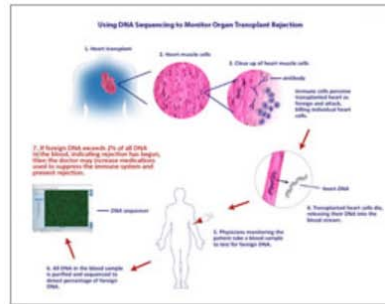 Using DNA Sequencing to Monitor Organ Transplant Rejection
1. Heart transplant
2. Heart muscle cells
3. Close up of heart muscle cells
antibody
Immune cells perceive
transplanted heart as
foreign and attack,
killing individual heart
cells.
heart DNA
4. Transplanted heart cells die,
releasing their DNA into the
blood stream.
5. Physicians monitoring the
patient take a blood sample
to test for foreign DNA.
6. All DNA in the blood sample
is purified and sequenced to
detect percentage of foreign
DNA.
DNA sequencer
7. If foreign DNA exceeds 2% of all DNA
in the blood, indicating rejection has begun,
then the doctor may increase medications
used to suppress the immune system and
prevent rejection.